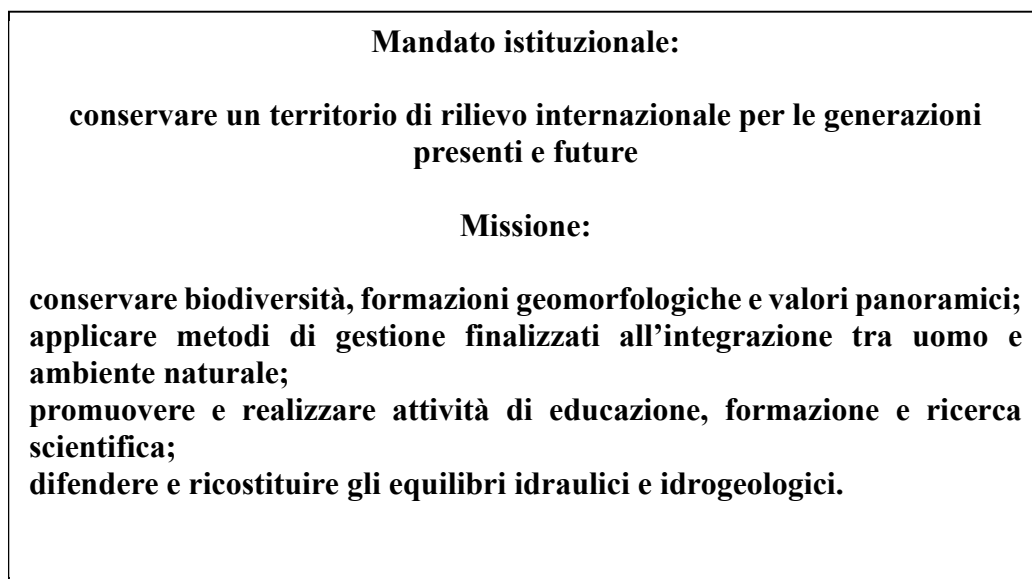 Mandato istituzionale:
conservare un territorio di rilievo internazionale per le generazioni
presenti e future
Missione:
conservare biodiversità, formazioni geomorfologiche e valori panoramici;
applicare metodi di gestione finalizzati all’integrazione tra uomo e
ambiente naturale;
promuovere e realizzare attività di educazione, formazione e ricerca
scientifica;
difendere e ricostituire gli equilibri idraulici e idrogeologici.